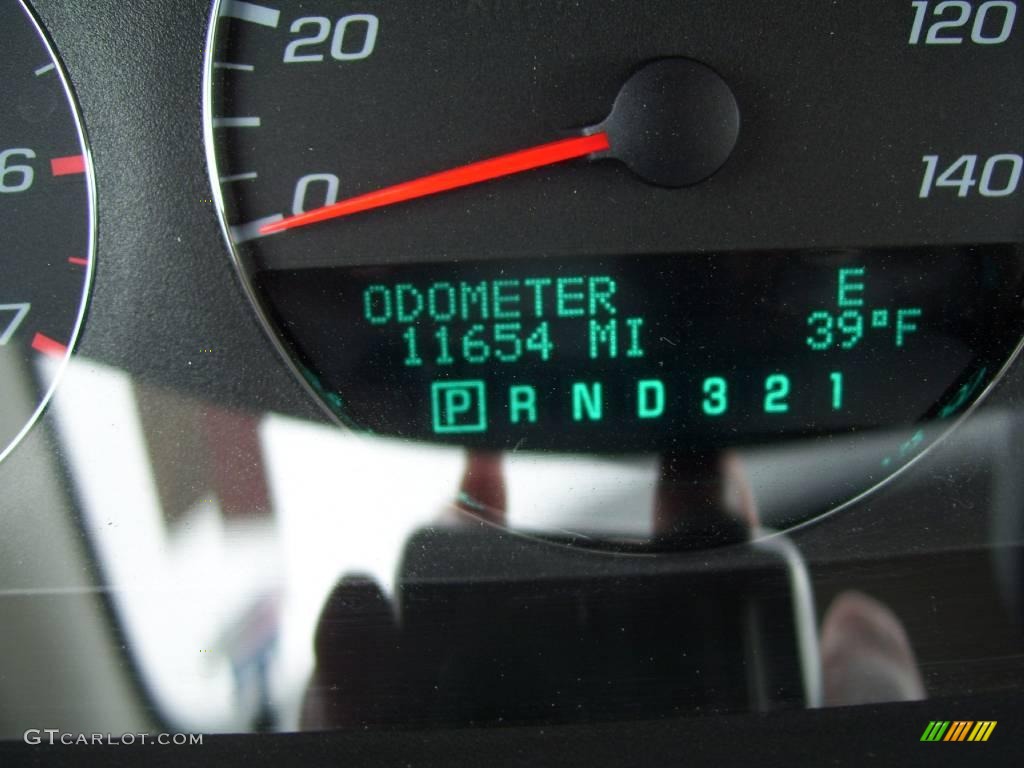 20
120
6
0
140
7
ODOMETER E
11654 MI 39°F
P R N D 3 2 1
GTCARLOT.COM